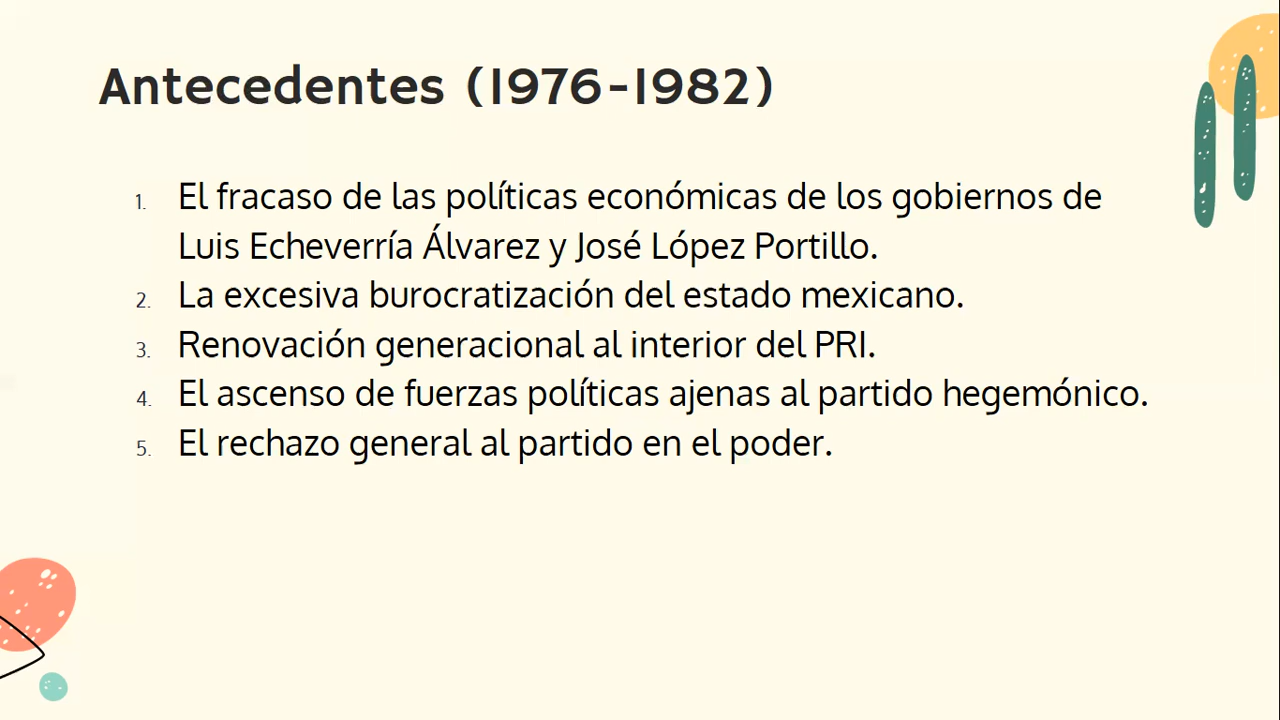 Antecedentes (1976-1982)
1. El fracaso de las políticas económicas de los gobiernos de
Luis Echeverría Álvarez y José López Portillo.
2. La excesiva burocratización del estado mexicano.
3. Renovación generacional al interior del PRI.
4. El ascenso de fuerzas políticas ajenas al partido hegemónico.
5. El rechazo general al partido en el poder.